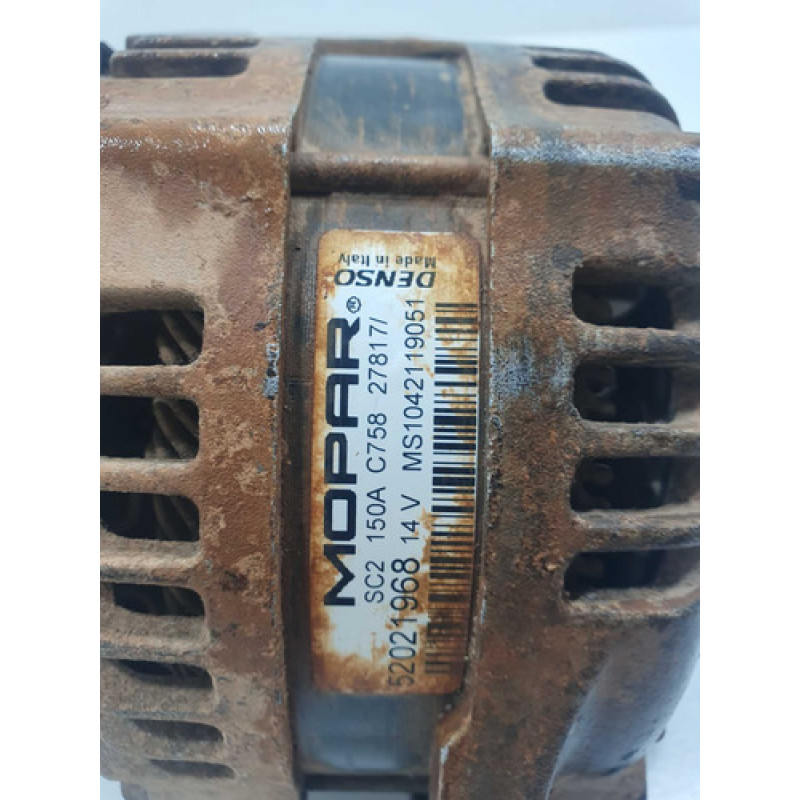 MOPAR®
SC2 150A C758 27817/
52021968 14 V MS1042119051
DENSO
Made in Italy